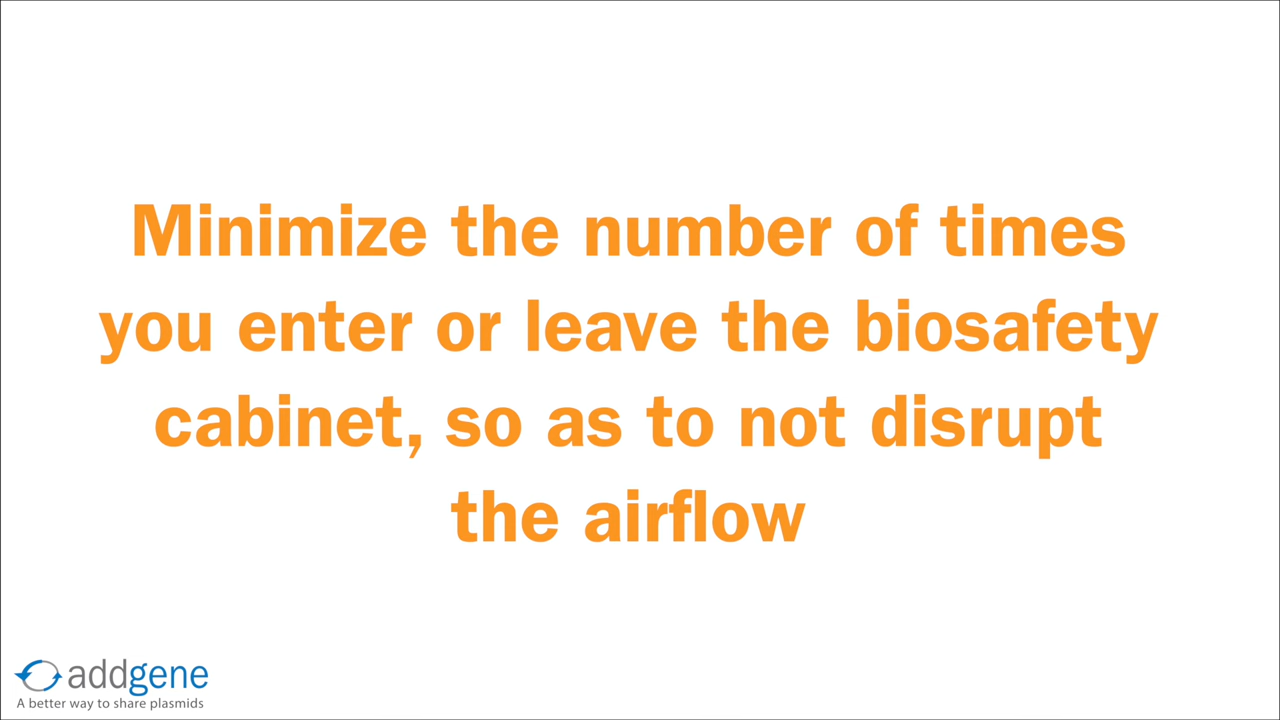 Minimize the number of times
you enter or leave the biosafety
cabinet, so as to not disrupt
the airflow
addgene
A better way to share plasmids